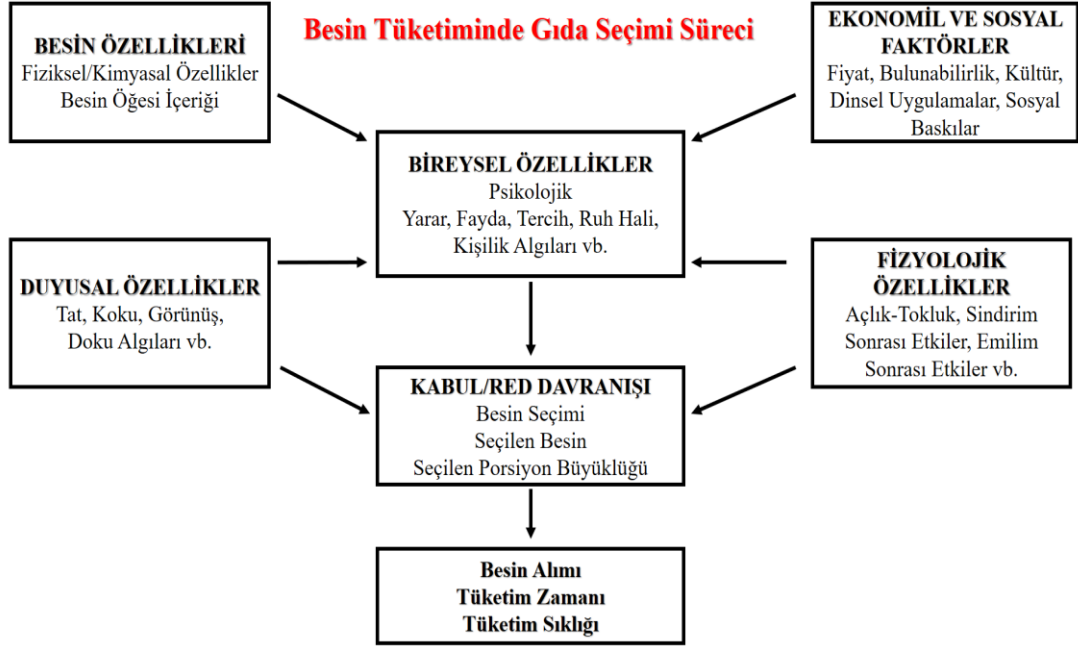 Besin Tüketiminde Gıda Seçimi Süreci
BESİN ÖZELLİKLERİ
Fiziksel/Kimyasal Özellikler
Besin Öğesi İçeriği
EKONOMİL VE SOSYAL
FAKTÖRLER
Fiyat, Bulunabilirlik, Kültür,
Dinsel Uygulamalar, Sosyal
Baskılar
BİREYSEL ÖZELLİKLER
Psikolojik
Yarar, Fayda, Tercih, Ruh Hali,
Kişilik Algıları vb.
DUYUSAL ÖZELLİKLER
Tat, Koku, Görünüş,
Doku Algıları vb.
FİZYOLOJİK
ÖZELLİKLER
Açlık-Tokluk, Sindirim
Sonrası Etkiler, Emilim
Sonrası Etkiler vb.
KABUL/RED DAVRANIŞI
Besin Seçimi
Seçilen Besin
Seçilen Porsiyon Büyüklüğü
Besin Alımı
Tüketim Zamanı
Tüketim Sıklığı